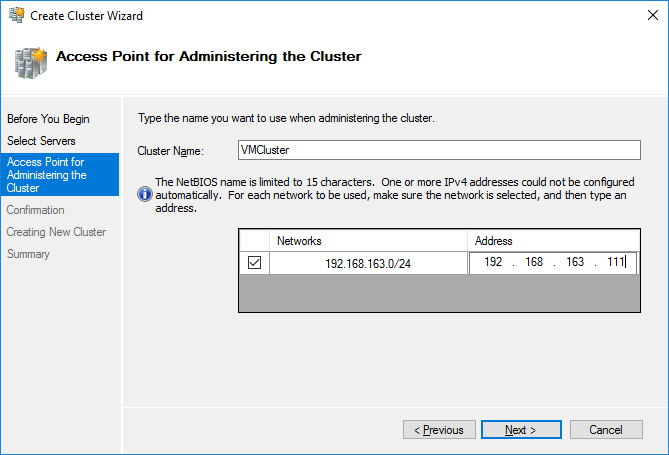 Create Cluster Wizard
Access Point for Administering the Cluster
Before You Begin
Select Servers
Access Point for
Administering the
Cluster
Confirmation
Creating New Cluster
Summary
Type the name you want to use when administering the cluster.
Cluster Name: VMCluster
The NetBIOS name is limited to 15 characters. One or more IPv4 addresses could not be configured
automatically. For each network to be used, make sure the network is selected, and then type an
address.
Networks Address
192.168.163.0/24 192 . 168 . 163 . 111
< Previous Next > Cancel